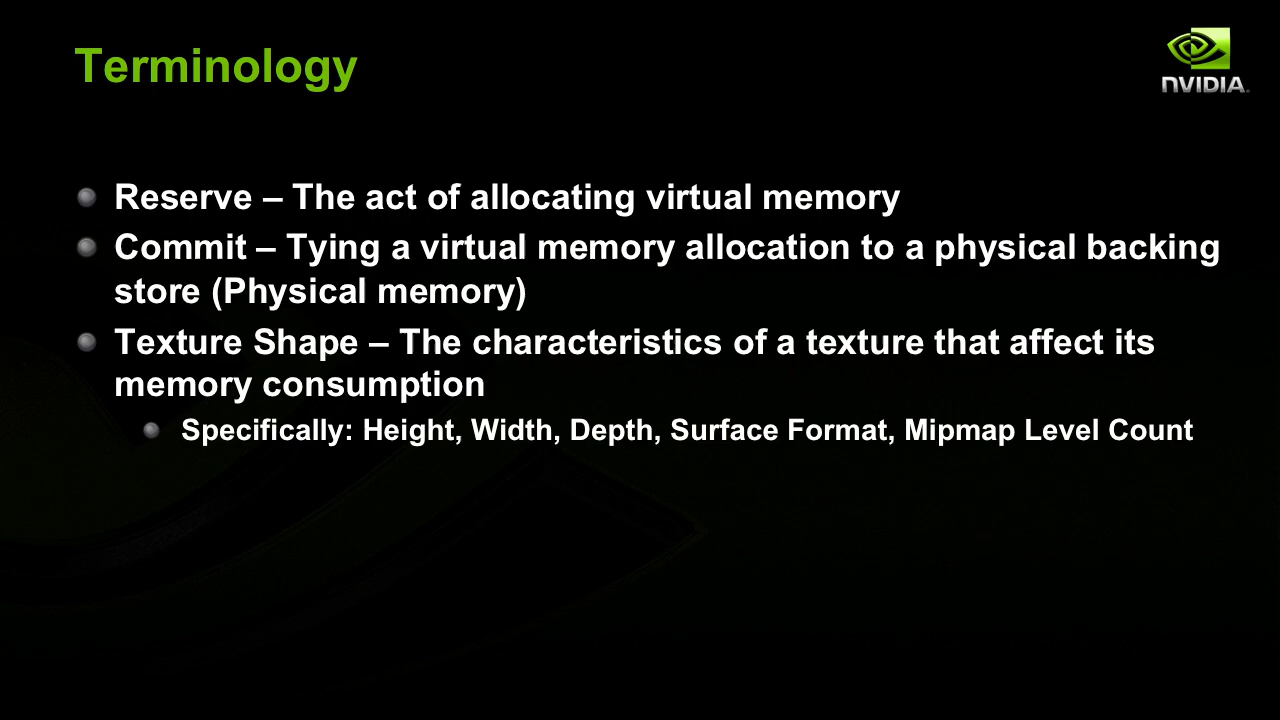 Terminology
NVIDIA
Reserve – The act of allocating virtual memory
Commit – Tying a virtual memory allocation to a physical backing
store (Physical memory)
Texture Shape – The characteristics of a texture that affect its
memory consumption
Specifically: Height, Width, Depth, Surface Format, Mipmap Level Count